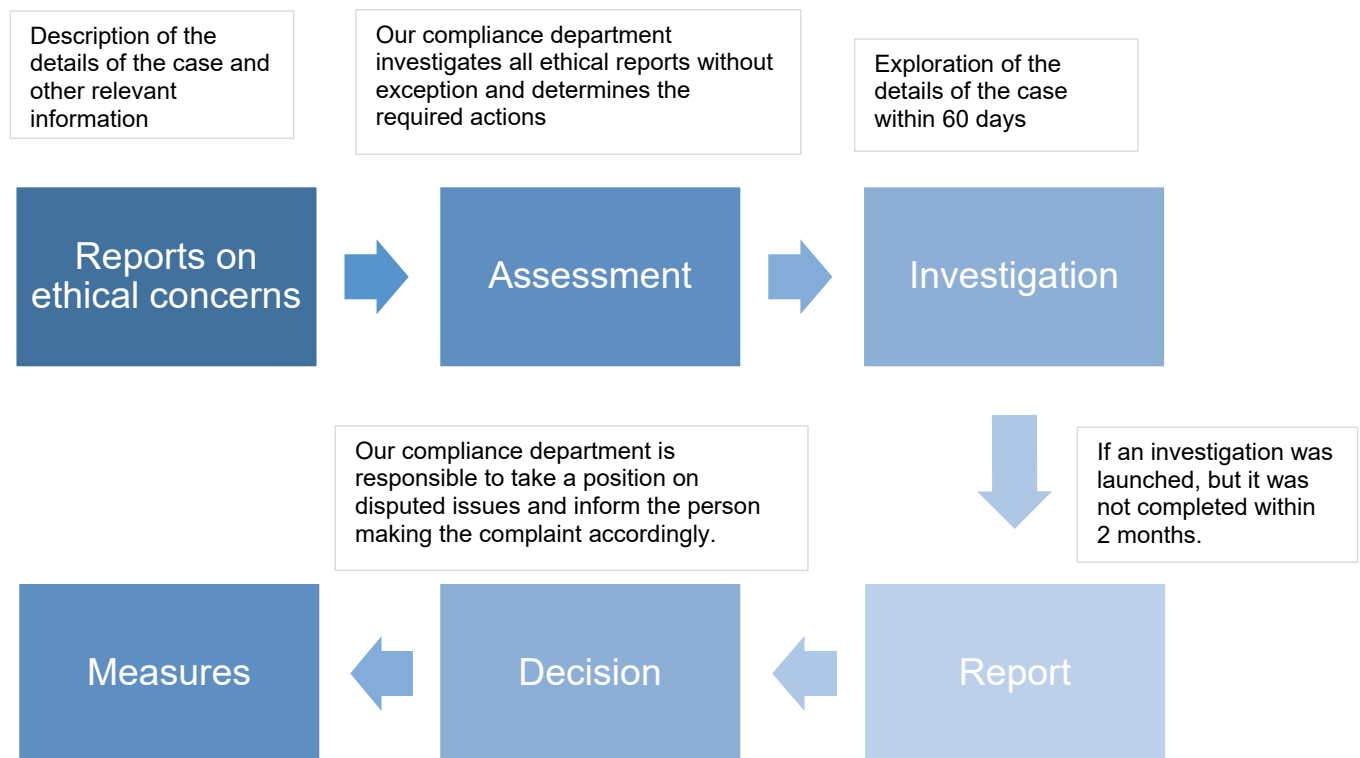 Description of the
details of the case and
other relevant
information
Our compliance department
investigates all ethical reports without
exception and determines the
required actions
Exploration of the
details of the case
within 60 days
Reports on
ethical concerns
Assessment
Investigation
If an investigation was
launched, but it was
not completed within
2 months.
Our compliance department is
responsible to take a position on
disputed issues and inform the person
making the complaint accordingly.
Report
Decision
Measures